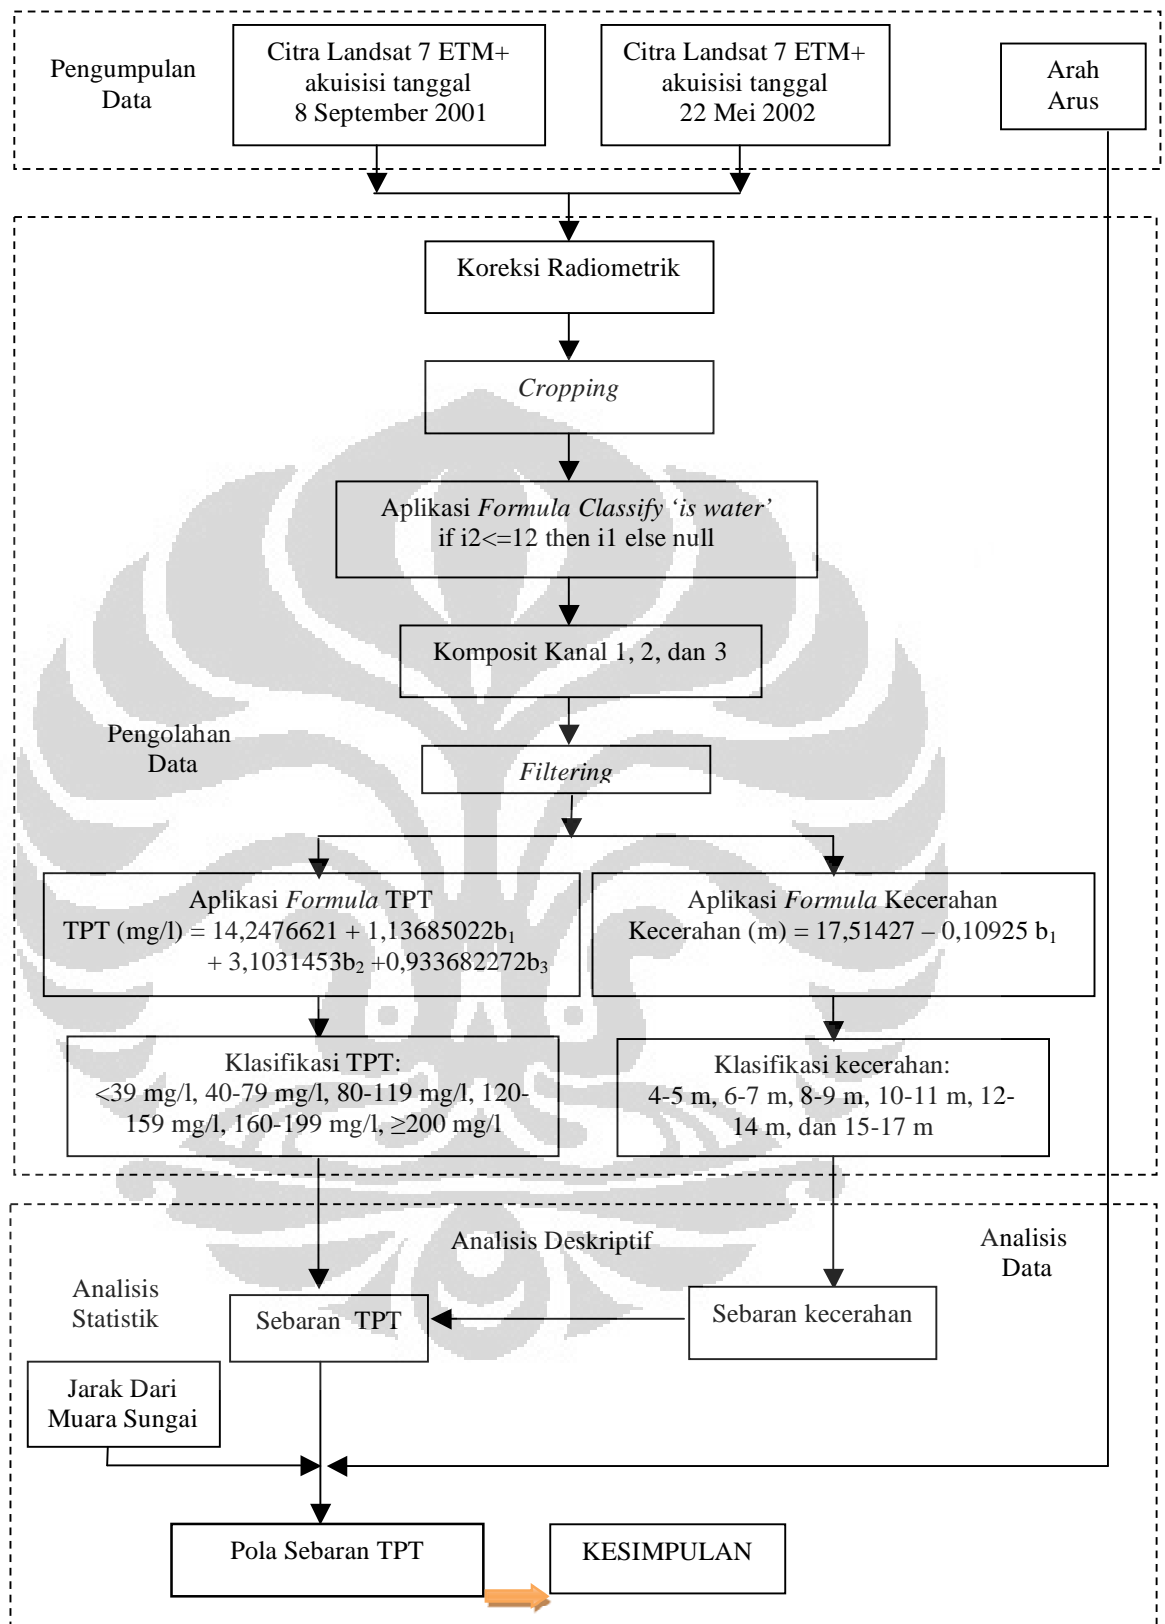 Pengumpulan
Data
Citra Landsat 7 ETM+
akuisisi tanggal
8 September 2001
Citra Landsat 7 ETM+
akuisisi tanggal
22 Mei 2002
Arah
Arus
Koreksi Radiometrik
Cropping
Aplikasi Formula Classify ‘is water’
if i2<=12 then i1 else null
Komposit Kanal 1, 2, dan 3
Pengolahan
Data
Filtering
Aplikasi Formula TPT
TPT (mg/l) = 14,2476621 + 1,13685022b₁
+ 3,1031453b₂ +0,933682272b₃
Aplikasi Formula Kecerahan
Kecerahan (m) = 17,51427 – 0,10925 b₁
Klasifikasi TPT:
<39 mg/l, 40-79 mg/l, 80-119 mg/l, 120-
159 mg/l, 160-199 mg/l, ≥200 mg/l
Klasifikasi kecerahan:
4-5 m, 6-7 m, 8-9 m, 10-11 m, 12-
14 m, dan 15-17 m
Analisis Deskriptif
Analisis
Data
Analisis
Statistik
Sebaran TPT
Sebaran kecerahan
Jarak Dari
Muara Sungai
Pola Sebaran TPT
KESIMPULAN